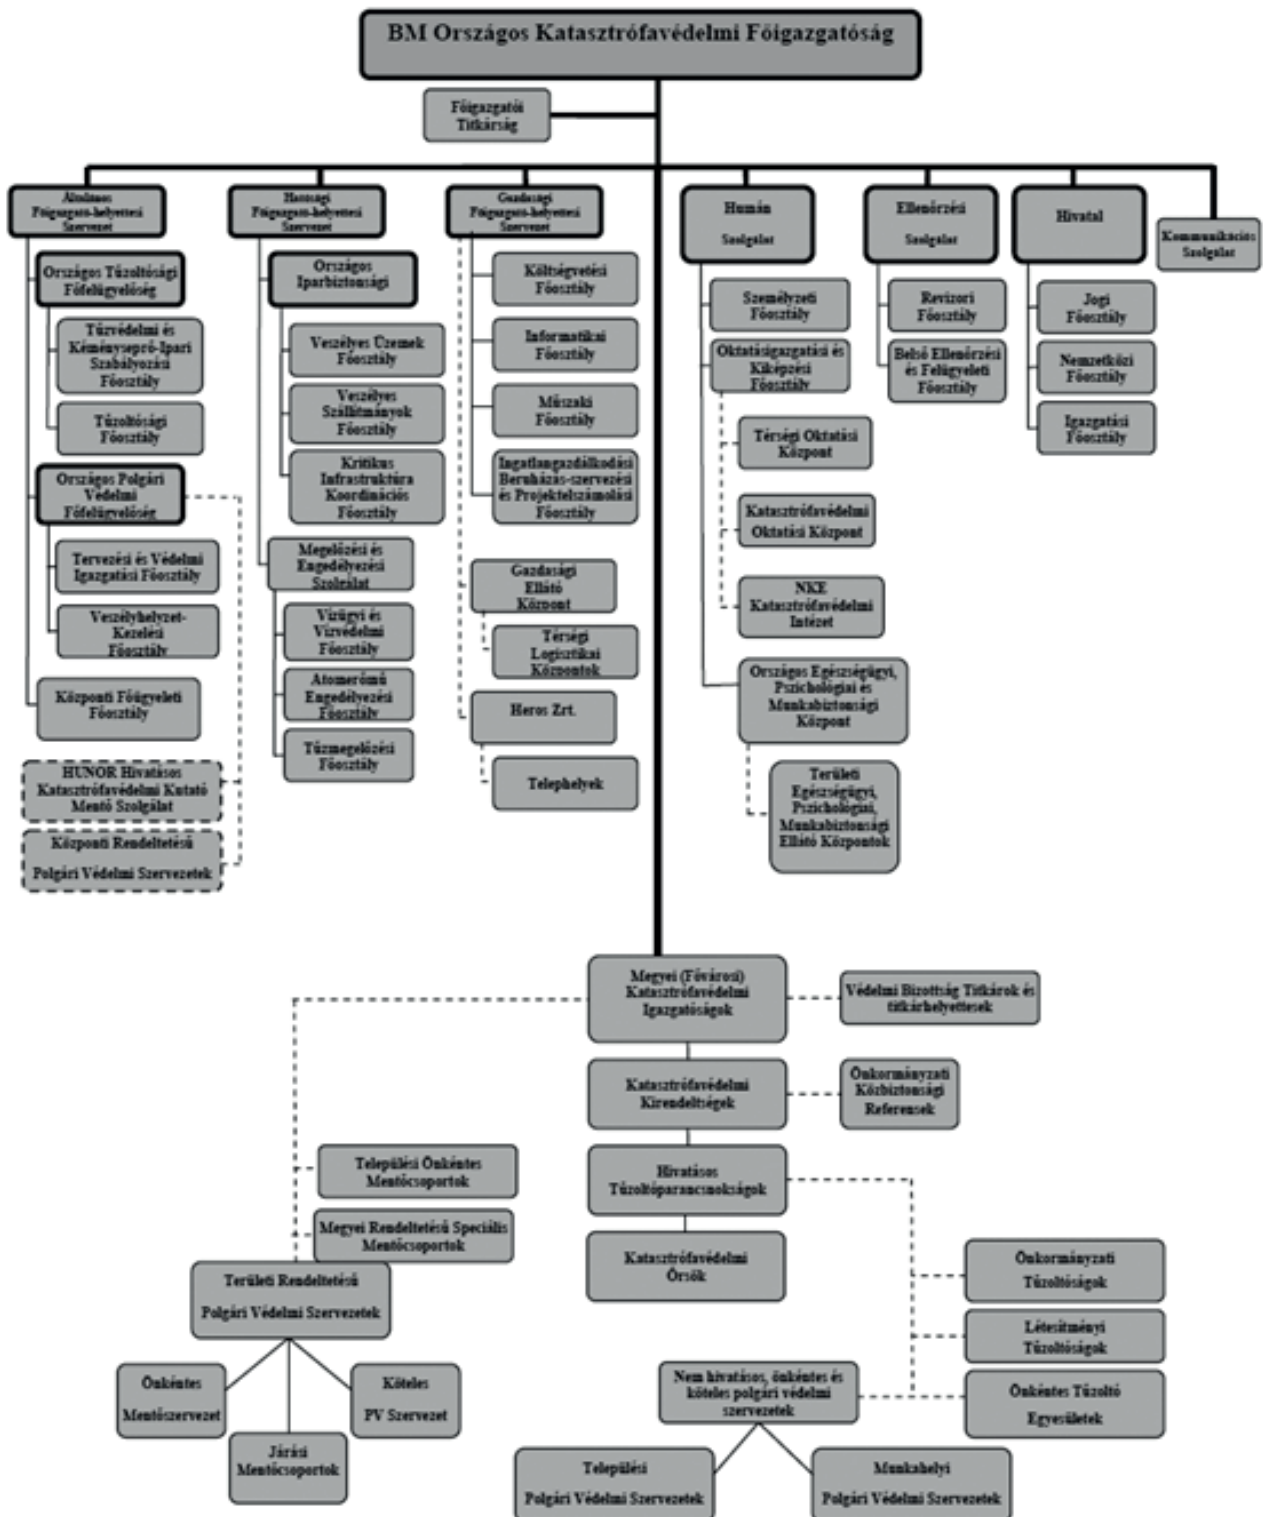 BM Országos Katasztrófavédelmi Főigazgatóság
Főigazgatói
Titkárság
Általános
Főigazgató-helyettesi
Szervezet
Hatósági
Főigazgató-helyettesi
Szervezet
Gazdasági
Főigazgató-helyettesi
Szervezet
Humán
Szolgálat
Ellenőrzési
Szolgálat
Hivatal
Kommunikációs
Szolgálat
Országos Tűzoltósági
Főfelügyelőség
Tűzvédelmi és
Kéményseprő-Ipari
Szabályozási
Főosztály
Tűzoltósági
Főosztály
Országos Polgári
Védelmi
Főfelügyelőség
Tervezési és Védelmi
Igazgatási Főosztály
Veszélyhelyzet-
Kezelési
Főosztály
Központi Főügyeleti
Főosztály
HUNOR Hivatásos
Katasztrófavédelmi Kutató
Mentő Szolgálat
Központi Rendeltetésű
Polgári Védelmi Szervezetek
Országos
Iparbiztonsági
Veszélyes Üzemek
Főosztály
Veszélyes
Szállítmányok
Főosztály
Kritikus
Infrastruktúra
Koordinációs
Főosztály
Megelőzési és
Engedélyezési
Szolgálat
Vízügyi és
Vízvédelmi
Főosztály
Atomerőmű
Engedélyezési
Főosztály
Tűzmegelőzési
Főosztály
Költségvetési
Főosztály
Informatikai
Főosztály
Műszaki
Főosztály
Ingatlangazdálkodási
Beruházás-szervezési
és Projektelszámolási
Főosztály
Gazdasági
Ellátó
Központ
Térségi
Logisztikai
Központok
Heros Zrt.
Telephelyek
Személyzeti
Főosztály
Oktatásigazgatási és
Kiképzési
Főosztály
Térségi Oktatási
Központ
Katasztrófavédelmi
Oktatási Központ
NKE
Katasztrófavédelmi
Intézet
Országos Egészségügyi,
Pszichológiai és
Munkabiztonsági
Központ
Területi
Egészségügyi,
Pszichológiai,
Munkabiztonsági
Ellátó Központok
Revizori
Főosztály
Belső Ellenőrzési
és Felügyeleti
Főosztály
Jogi
Főosztály
Nemzetközi
Főosztály
Igazgatási
Főosztály
Megyei (Fővárosi)
Katasztrófavédelmi
Igazgatóságok
Védelmi Bizottság Titkárok és
titkárhelyettesek
Katasztrófavédelmi
Kirendeltségek
Önkormányzati
Közbiztonsági
Referensek
Hivatásos
Tűzoltóparancsnokságok
Katasztrófavédelmi
Őrsök
Települési Önkéntes
Mentőcsoportok
Megyei Rendeltetésű Speciális
Mentőcsoportok
Területi Rendeltetésű
Polgári Védelmi Szervezetek
Önkéntes
Mentőszervezet
Járási
Mentőcsoportok
Köteles
PV Szervezet
Önkormányzati
Tűzoltóságok
Létesítményi
Tűzoltóságok
Önkéntes Tűzoltó
Egyesületek
Nem hivatásos, önkéntes és
köteles polgári védelmi
szervezetek
Települési
Polgári Védelmi Szervezetek
Munkahelyi
Polgári Védelmi Szervezetek